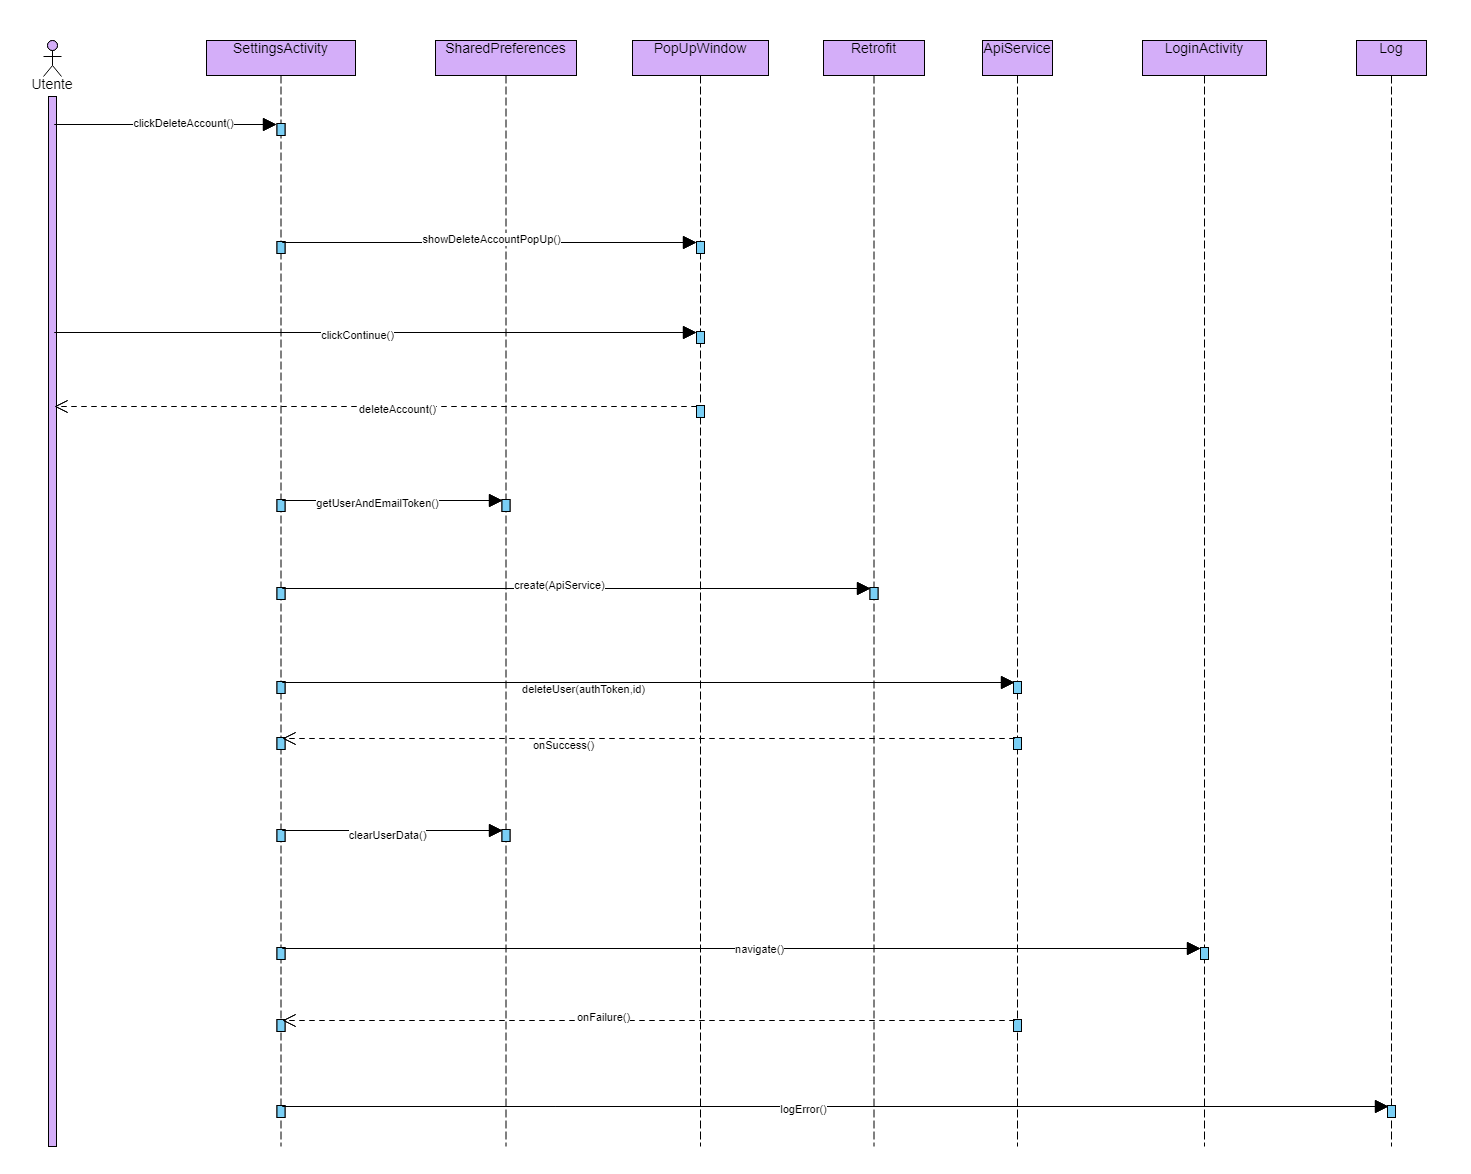 Utente
SettingsActivity
SharedPreferences
PopUpWindow
Retrofit
ApiService
LoginActivity
Log
clickDeleteAccount()
showDeleteAccountPopUp()
clickContinue()
deleteAccount()
getUserAndEmailToken()
create(ApiService)
deleteUser(authToken,id)
onSuccess()
clearUserData()
navigate()
onFailure()
logError()